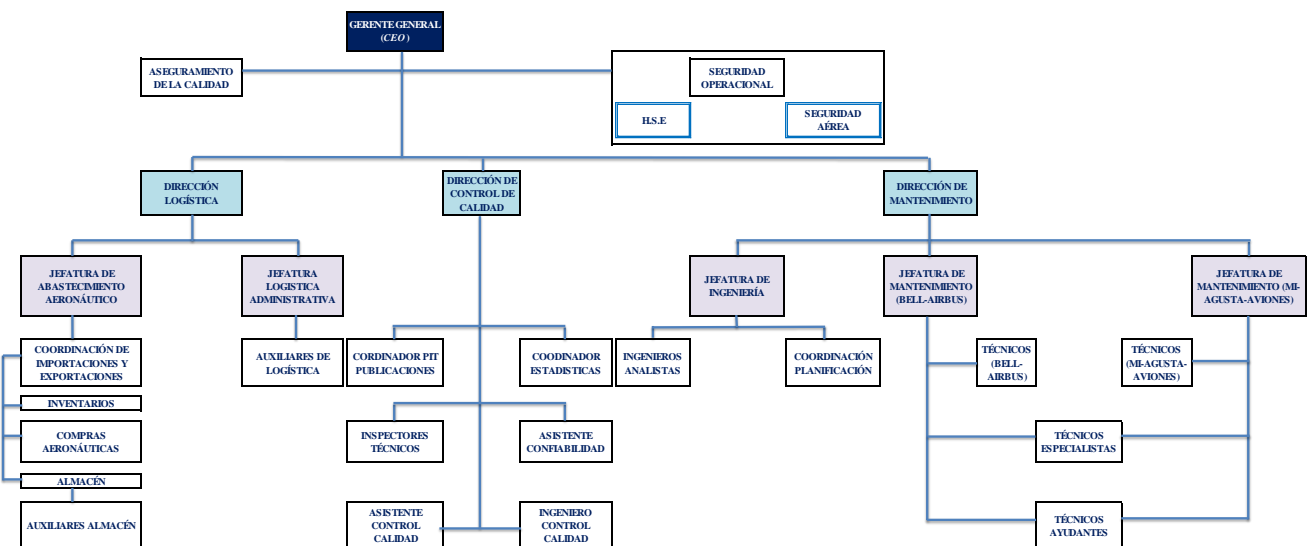 GERENTE GENERAL
(CEO)
ASEGURAMIENTO
DE LA CALIDAD
SEGURIDAD
OPERACIONAL
H.S.E
SEGURIDAD
AÉREA
DIRECCIÓN
LOGÍSTICA
DIRECCIÓN DE
CONTROL DE
CALIDAD
DIRECCIÓN DE
MANTENIMIENTO
JEFATURA DE
ABASTECIMIENTO
AERONÁUTICO
JEFATURA
LOGISTICA
ADMINISTRATIVA
JEFATURA DE
INGENIERÍA
JEFATURA DE
MANTENIMIENTO
(BELL-AIRBUS)
JEFATURA DE
MANTENIMIENTO (MI-
AGUSTA-AVIONES)
COORDINACIÓN DE
IMPORTACIONES Y
EXPORTACIONES
AUXILIARES DE
LOGÍSTICA
CORDINADOR PIT
PUBLICACIONES
COODINADOR
ESTADISTICAS
INGENIEROS
ANALISTAS
COORDINACIÓN
PLANIFICACIÓN
TÉCNICOS
(BELL-
AIRBUS)
TÉCNICOS
(MI-AGUSTA-
AVIONES)
INVENTARIOS
COMPRAS
AERONÁUTICAS
INSPECTORES
TÉCNICOS
ASISTENTE
CONFIABILIDAD
TÉCNICOS
ESPECIALISTAS
ALMACÉN
AUXILIARES ALMACÉN
ASISTENTE
CONTROL
CALIDAD
INGENIERO
CONTROL
CALIDAD
TÉCNICOS
AYUDANTES